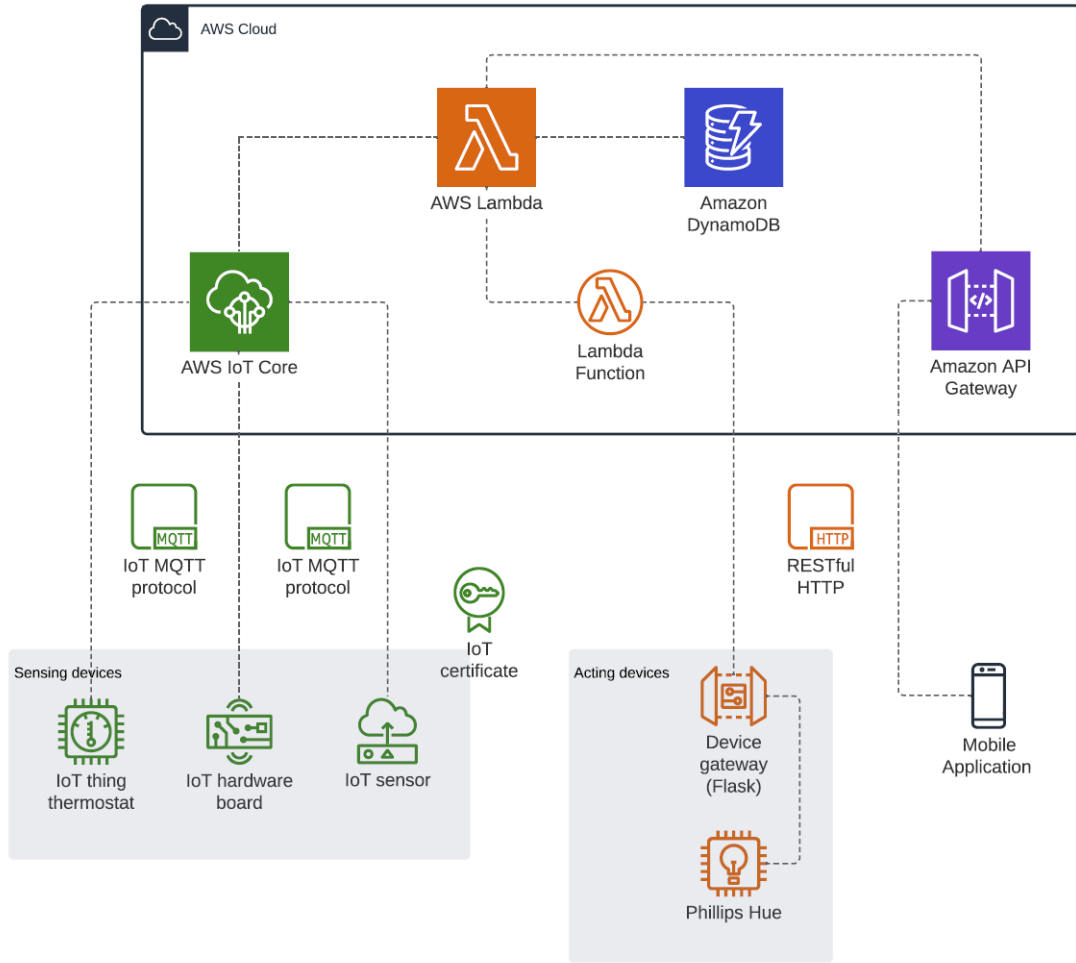 AWS Cloud
AWS Lambda
Amazon
DynamoDB
AWS IoT Core
Lambda
Function
Amazon API
Gateway
MQTT
IoT MQTT
protocol
MQTT
IoT MQTT
protocol
HTTP
RESTful
HTTP
IoT
certificate
Sensing devices
IoT thing
thermostat
IoT hardware
board
IoT sensor
Acting devices
Device
gateway
(Flask)
Phillips Hue
Mobile
Application